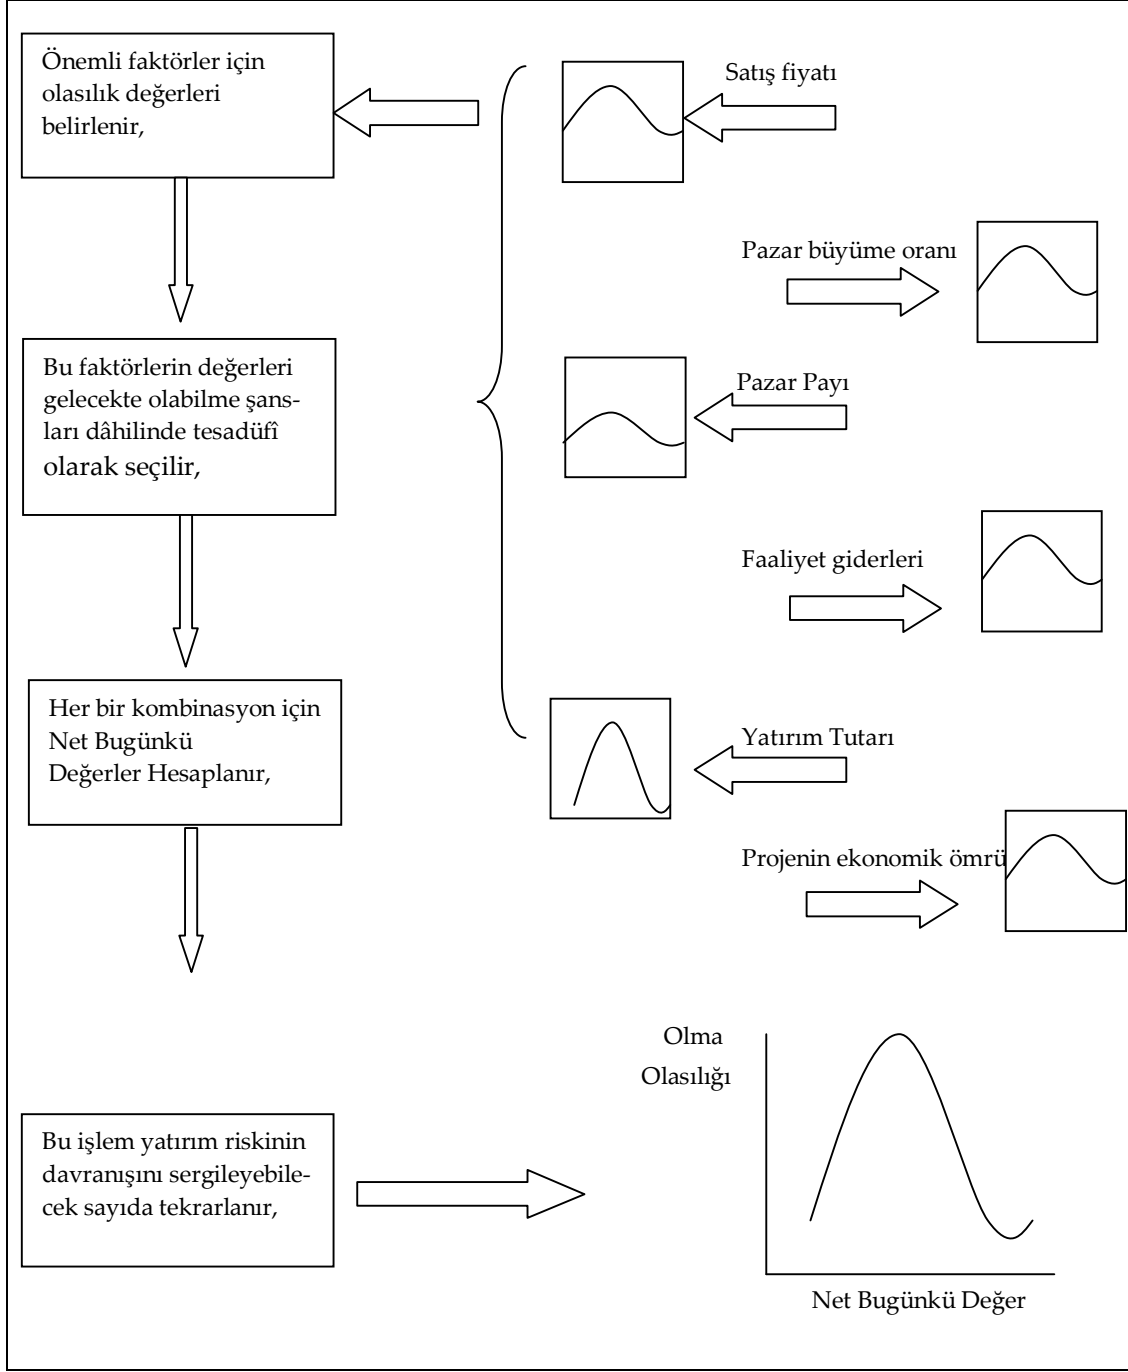 Önemli faktörler için
olasılık değerleri
belirlenir,
Satış fiyatı
Pazar büyüme oranı
Bu faktörlerin değerleri
gelecekte olabilme şans-
ları dâhilinde tesadüfî
olarak seçilir,
Pazar Payı
Faaliyet giderleri
Her bir kombinasyon için
Net Bugünkü
Değerler Hesaplanır,
Yatırım Tutarı
Projenin ekonomik ömrü
Olma
Olasılığı
Bu işlem yatırım riskinin
davranışını sergileyebile-
cek sayıda tekrarlanır,
Net Bugünkü Değer